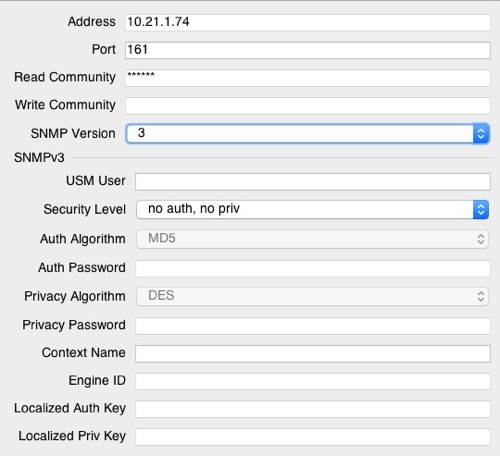 Address 10.21.1.74
Port 161
Read Community ******
Write Community
SNMP Version 3
SNMPv3
USM User
Security Level no auth, no priv
Auth Algorithm MD5
Auth Password
Privacy Algorithm DES
Privacy Password
Context Name
Engine ID
Localized Auth Key
Localized Priv Key